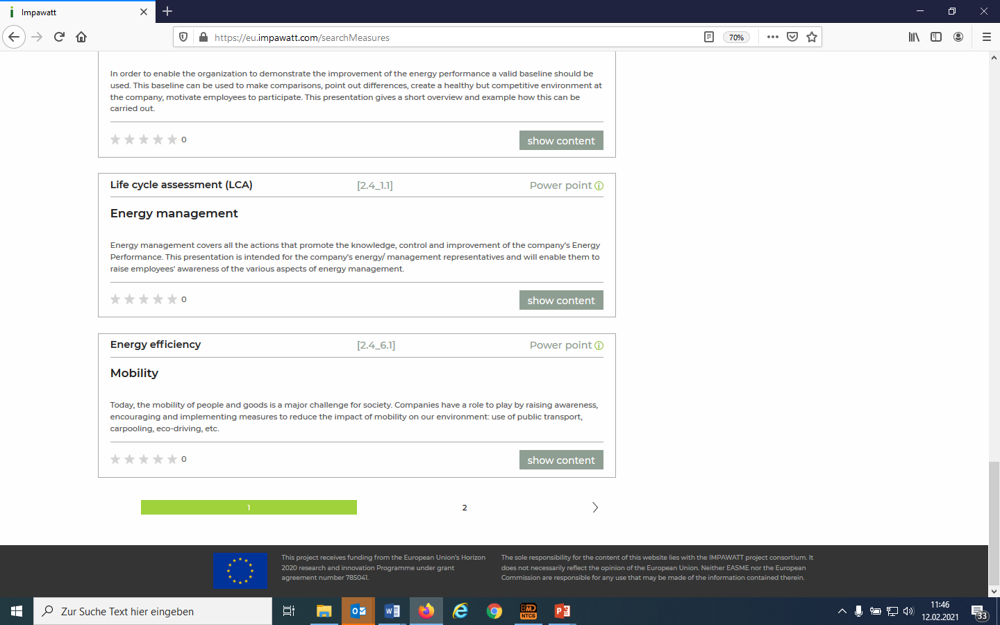 Impawatt
https://eu.impawatt.com/searchMeasures
70%
In order to enable the organization to demonstrate the improvement of the energy performance a valid baseline should be
used. This baseline can be used to make comparisons, point out differences, create a healthy but competitive environment at
the company, motivate employees to participate. This presentation gives a short overview and example how this can be
carried out.
0
show content
Life cycle assessment (LCA) [2.4_1.1] Power point
Energy management
Energy management covers all the actions that promote the knowledge, control and improvement of the company's Energy
Performance. This presentation is intended for the company's energy/ management representatives and will enable them to
raise employees' awareness of the various aspects of energy management.
0
show content
Energy efficiency [2.4_6.1] Power point
Mobility
Today, the mobility of people and goods is a major challenge for society. Companies have a role to play by raising awareness,
encouraging and implementing measures to reduce the impact of mobility on our environment: use of public transport,
carpooling, eco-driving, etc.
0
show content
1 2
This project receives funding from the European Union's Horizon
2020 research and innovation Programme under grant
agreement number 785041.
The sole responsibility for the content of this website lies with the IMPAWATT project consortium. It
does not necessarily reflect the opinion of the European Union. Neither EASME nor the European
Commission are responsible for any use that may be made of the information contained therein.
Zur Suche Text hier eingeben
BMD
NTCS
11:46
12.02.2021
33